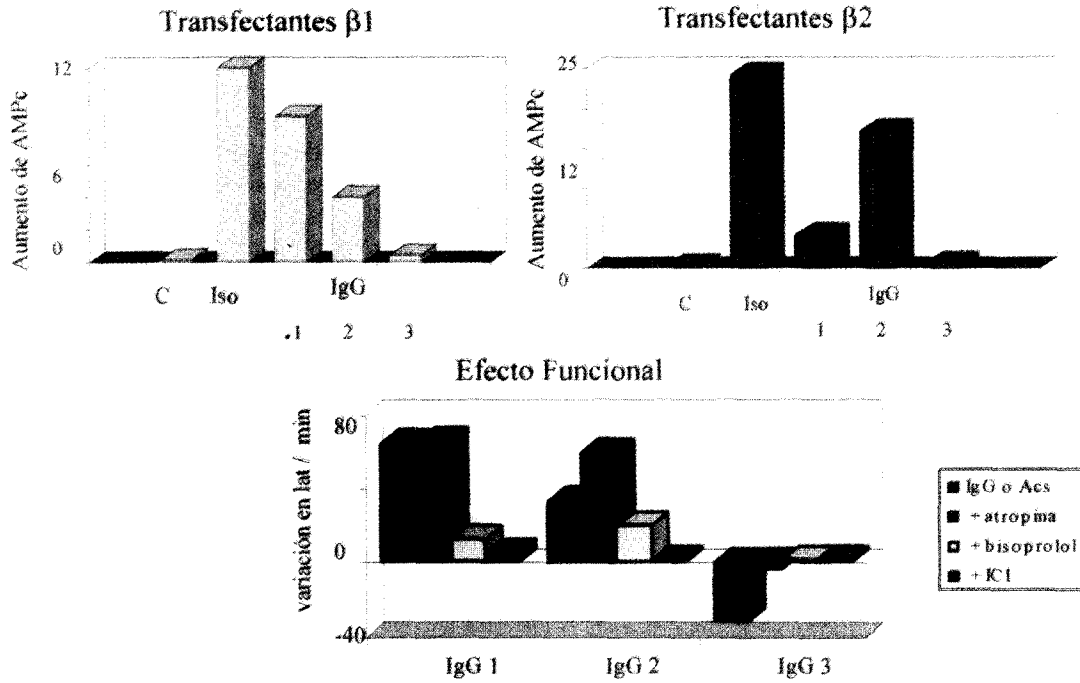 Transfectantes β1
Aumento de AMPc
12
6
0
C Iso IgG
.1 2 3
Transfectantes β2
Aumento de AMPc
25
12
0
C Iso IgG
1 2 3
Efecto Funcional
variación en lat / min
80
0
-40
IgG 1 IgG 2 IgG 3
IgG o Acs
+ atropina
+ bisoprolol
+ ICI